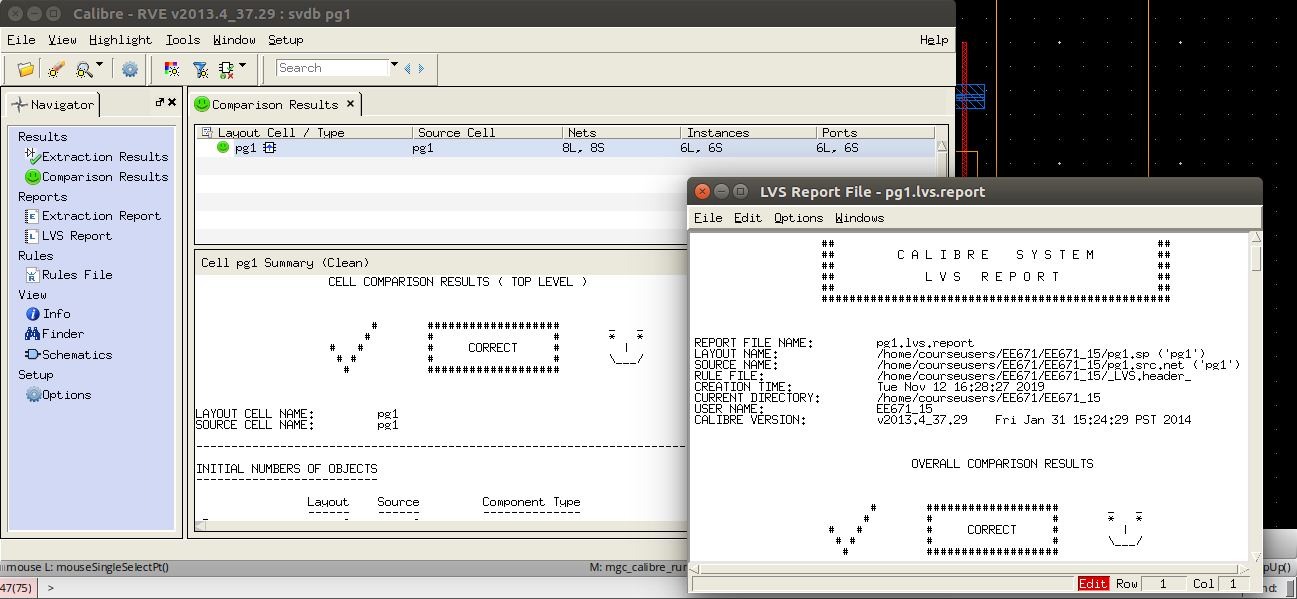 Calibre - RVE v2013.4_37.29 : svdb pg1
File View Highlight Tools Window Setup Help
Search
Navigator
Comparison Results
Results
Extraction Results
Comparison Results
Reports
Extraction Report
LVS Report
Rules
Rules File
View
Info
Finder
Schematics
Setup
Options
Layout Cell / Type Source Cell Nets Instances Ports
pg1 pg1 8L, 8S 6L, 6S 6L, 6S
Cell pg1 Summary (Clean)
CELL COMPARISON RESULTS ( TOP LEVEL )
CORRECT
LAYOUT CELL NAME: pg1
SOURCE CELL NAME: pg1
INITIAL NUMBERS OF OBJECTS
Layout Source Component Type
LVS Report File - pg1.lvs.report
File Edit Options Windows
CALIBRE SYSTEM
LVS REPORT
REPORT FILE NAME: pg1.lvs.report
LAYOUT NAME: /home/courseusers/EE671/EE671_15/pg1.sp ('pg1')
SOURCE NAME: /home/courseusers/EE671/EE671_15/pg1.src.net ('pg1')
RULE FILE: /home/courseusers/EE671/EE671_15/_LVS.header_
CREATION TIME: Tue Nov 12 16:28:27 2019
CURRENT DIRECTORY: /home/courseusers/EE671/EE671_15
USER NAME: EE671_15
CALIBRE VERSION: v2013.4_37.29 Fri Jan 31 15:24:29 PST 2014
OVERALL COMPARISON RESULTS
CORRECT
Edit Row 1 Col 1
mouse L: mouseSingleSelectPt() M: mgc_calibre_run pUp()
47(75) > nd: